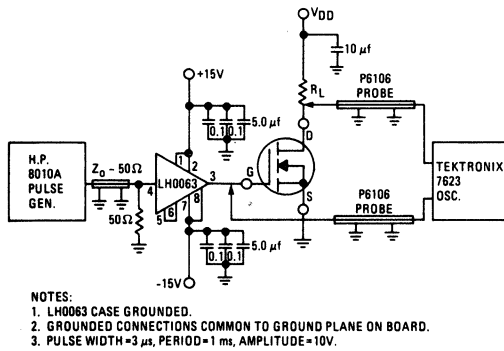 VDD
10 µf
+15V
RL
P6106
PROBE
0.1
0.1
5.0 µf
D
H.P.
8010A
PULSE
GEN.
Zo ~ 50Ω
1
2
4
LH0063
3
G
TEKTRONIX
7623
OSC.
50Ω
5
6
7
8
S
P6106
PROBE
0.1
0.1
5.0 µf
-15V
NOTES:
1. LH0063 CASE GROUNDED.
2. GROUNDED CONNECTIONS COMMON TO GROUND PLANE ON BOARD.
3. PULSE WIDTH = 3 µs, PERIOD = 1 ms, AMPLITUDE = 10V.